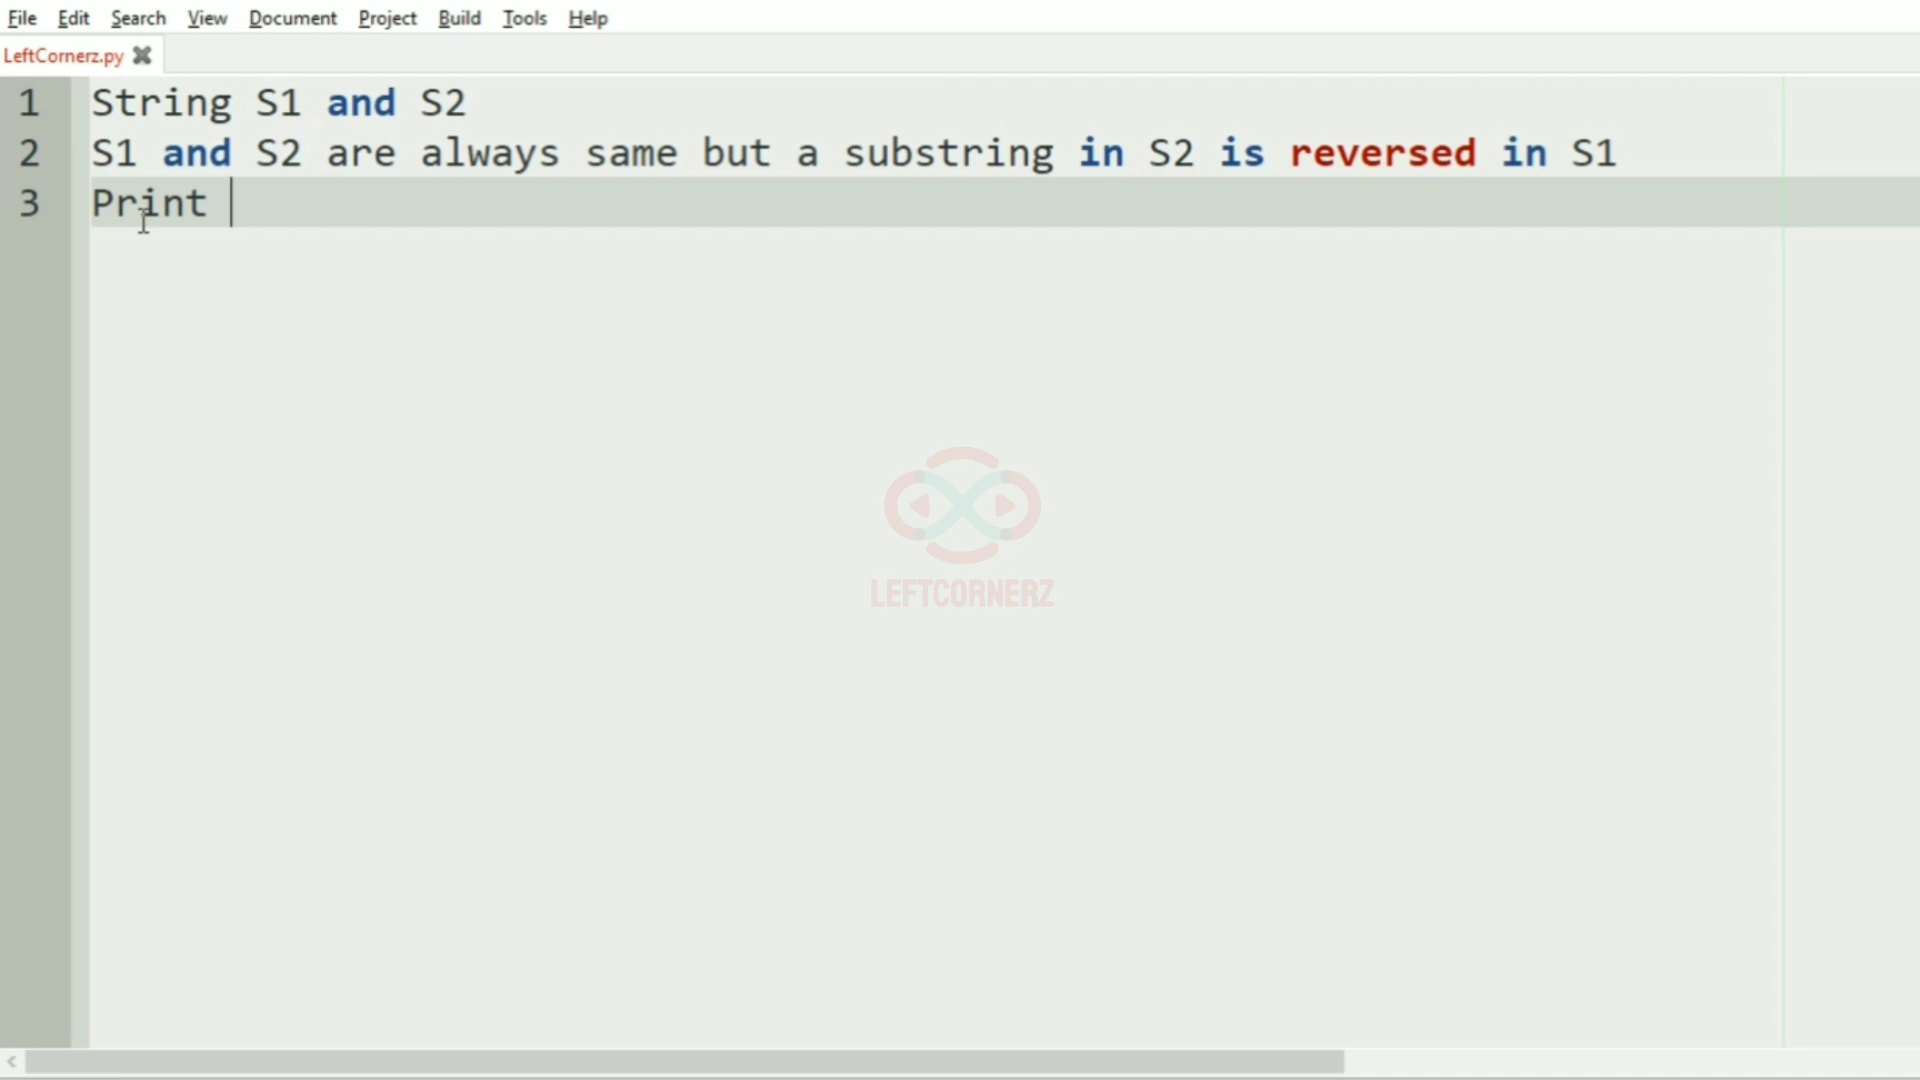 File Edit Search View Document Project Build Tools Help
LeftCornerz.py
1 String S1 and S2
2 S1 and S2 are always same but a substring in S2 is reversed in S1
3 Print
LEFTCORNERZ